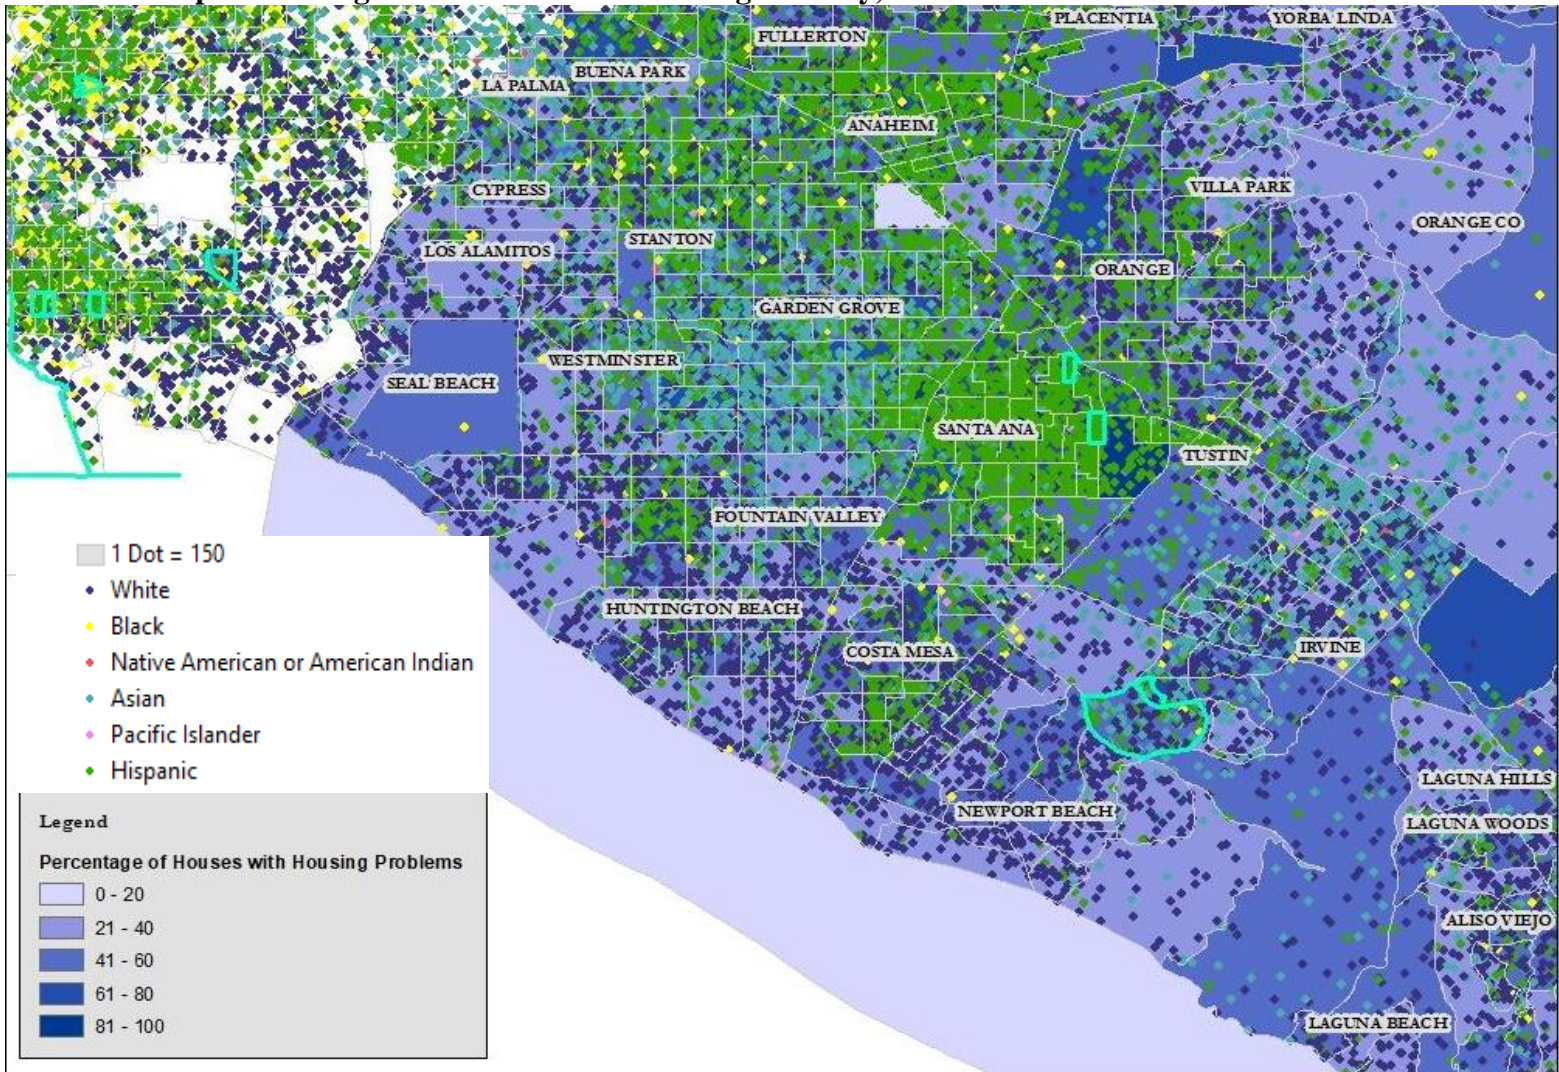 PLACENTIA
YORBA LINDA
FULLERTON
BUENA PARK
LA PALMA
ANAHEIM
CYPRESS
VILLA PARK
ORANGE CO
LOS ALAMITOS
STANTON
ORANGE
GARDEN GROVE
WESTMINSTER
SEAL BEACH
SANTA ANA
TUSTIN
FOUNTAIN VALLEY
HUNTINGTON BEACH
COSTA MESA
IRVINE
LAGUNA HILLS
NEWPORT BEACH
LAGUNA WOODS
ALISO VIEJO
LAGUNA BEACH
1 Dot = 150
White
Black
Native American or American Indian
Asian
Pacific Islander
Hispanic
Legend
Percentage of Houses with Housing Problems
0 - 20
21 - 40
41 - 60
61 - 80
81 - 100